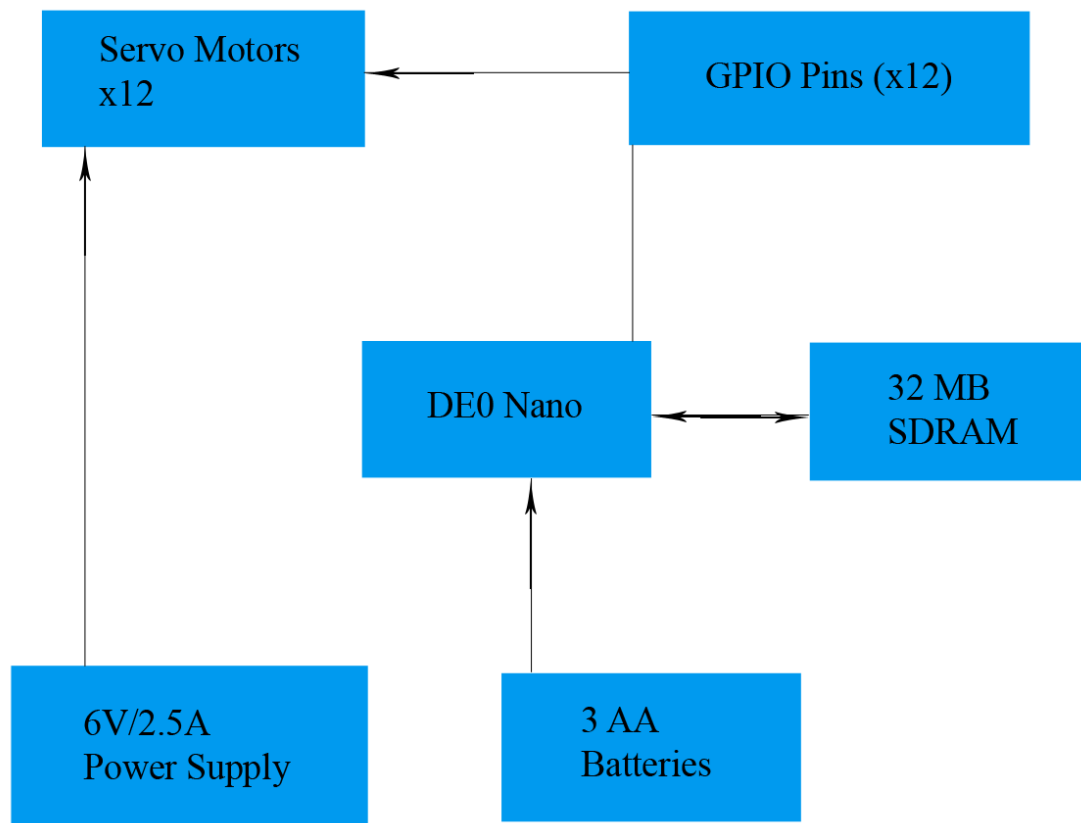 Servo Motors
x12
GPIO Pins (x12)
DE0 Nano
32 MB
SDRAM
6V/2.5A
Power Supply
3 AA
Batteries